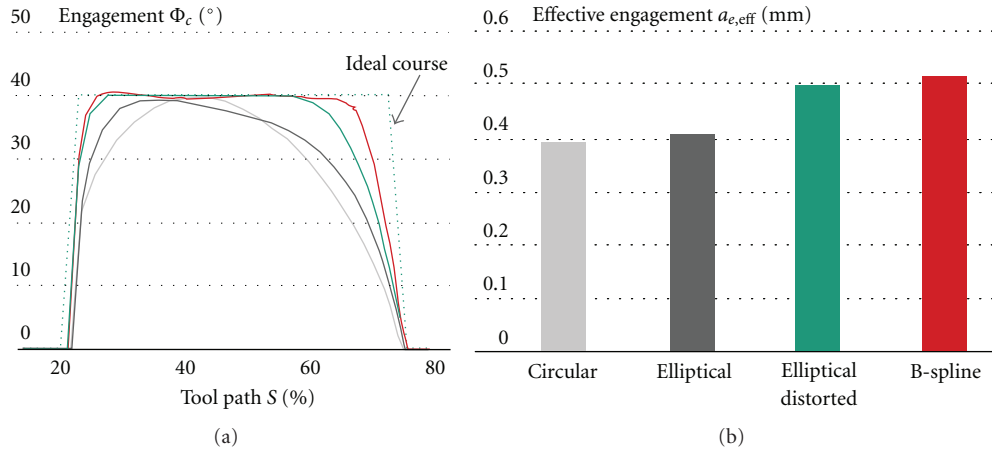 50
Engagement Φc (°)
Ideal course
40
30
20
10
0
20
40
60
80
Tool path S (%)
(a)
0.6
Effective engagement ae,eff (mm)
0.5
0.4
0.3
0.2
0.1
0
Circular
Elliptical
Elliptical
distorted
B-spline
(b)